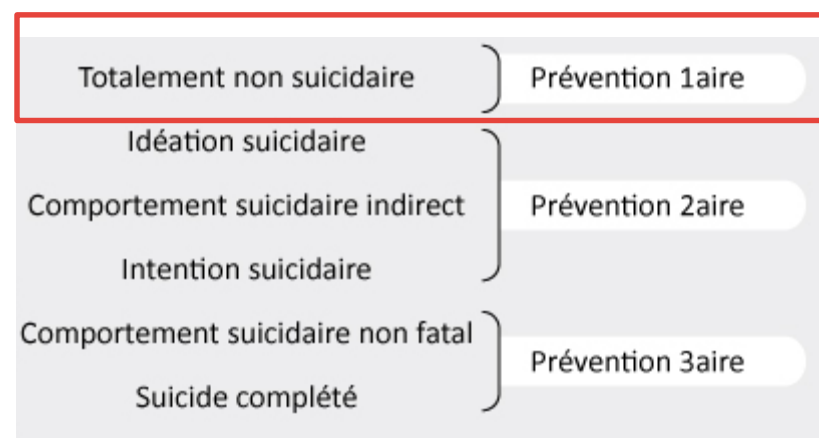 Totalement non suicidaire Prévention 1aire
Idéation suicidaire
Comportement suicidaire indirect Prévention 2aire
Intention suicidaire
Comportement suicidaire non fatal
Prévention 3aire
Suicide complété